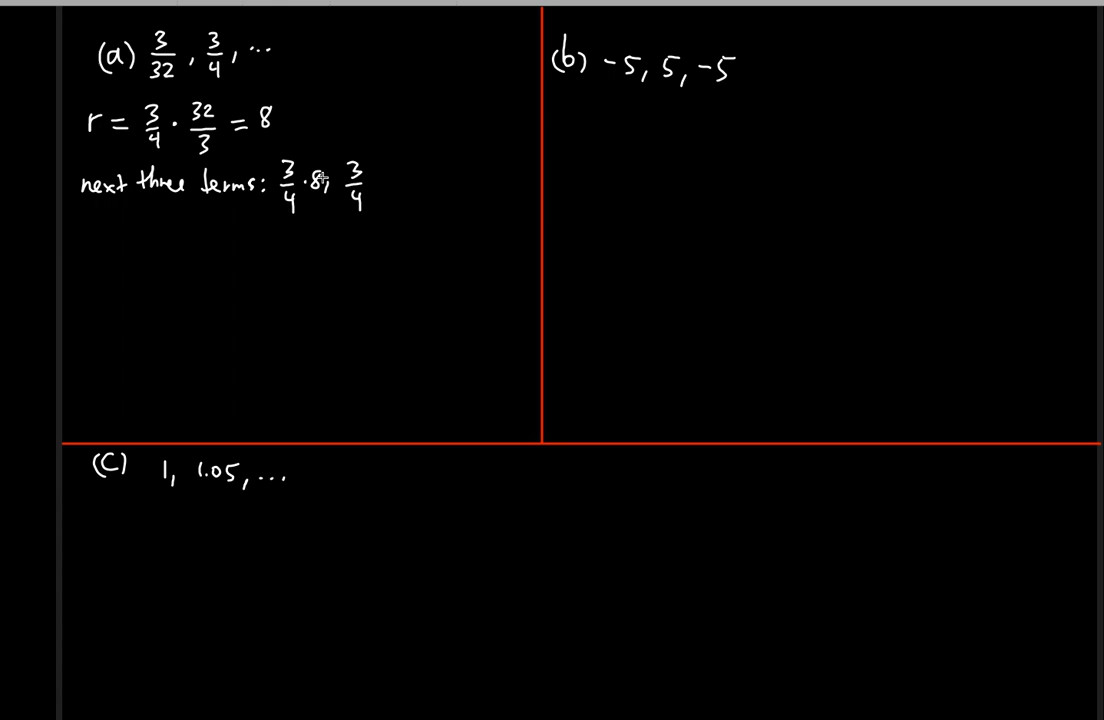 (a) 3/32, 3/4, ...
r = 3/4 · 32/3 = 8
next three terms: 3/4 · 8, 3/4
(b) -5, 5, -5
(C) 1, 1.05, ...